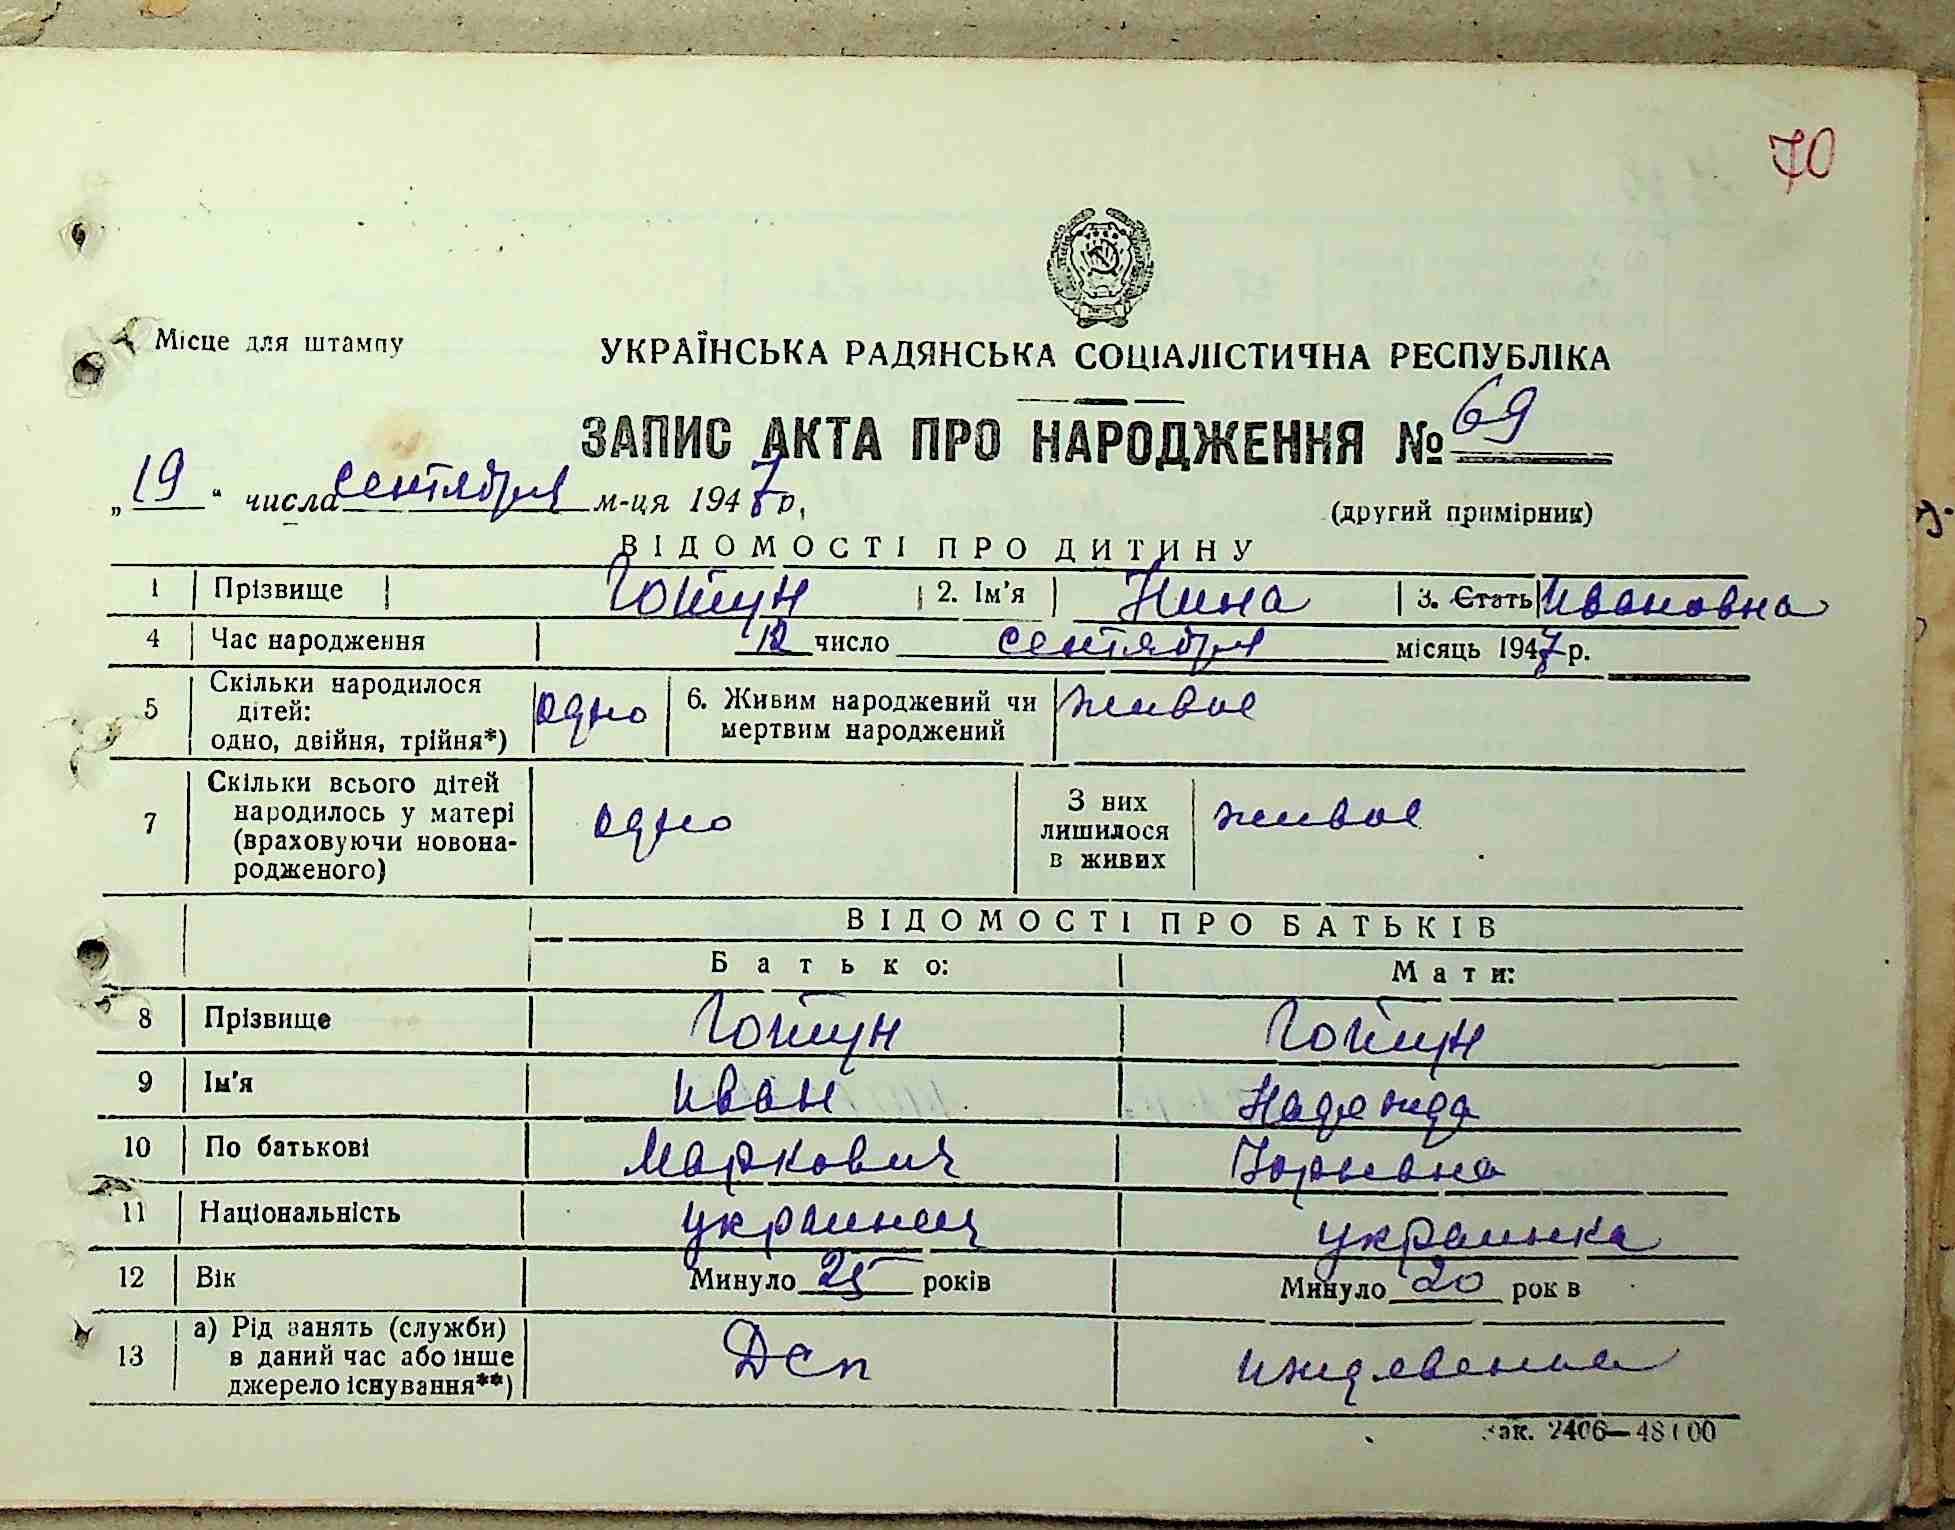 70
Місце для штампу
УКРАЇНСЬКА РАДЯНСЬКА СОЦІАЛІСТИЧНА РЕСПУБЛІКА
ЗАПИС АКТА ПРО НАРОДЖЕННЯ № 69
„19“ числа сентября м-ця 1947 р.
(другий примірник)
ВІДОМОСТІ ПРО ДИТИНУ
1 Прізвище Готун 2. Ім'я Нина 3. Стать Ивановна
4 Час народження 12 число сентября місяць 1947 р.
5 Скільки народилося дітей: одно, двійня, трійня*) одно 6. Живим народжений чи мертвим народжений живое
7 Скільки всього дітей народилось у матері (враховуючи новонародженого) одно З них лишилося в живих живое
ВІДОМОСТІ ПРО БАТЬКІВ
Батько: Мати:
8 Прізвище Готун Готун
9 Ім'я Иван Надежда
10 По батькові Маркович Юрьевна
11 Національність украинец украинка
12 Вік Минуло 25 років Минуло 20 рок в
13 а) Рід занять (служби)
в даний час або інше
джерело існування**)
иждевения
Зак. 2406—48100